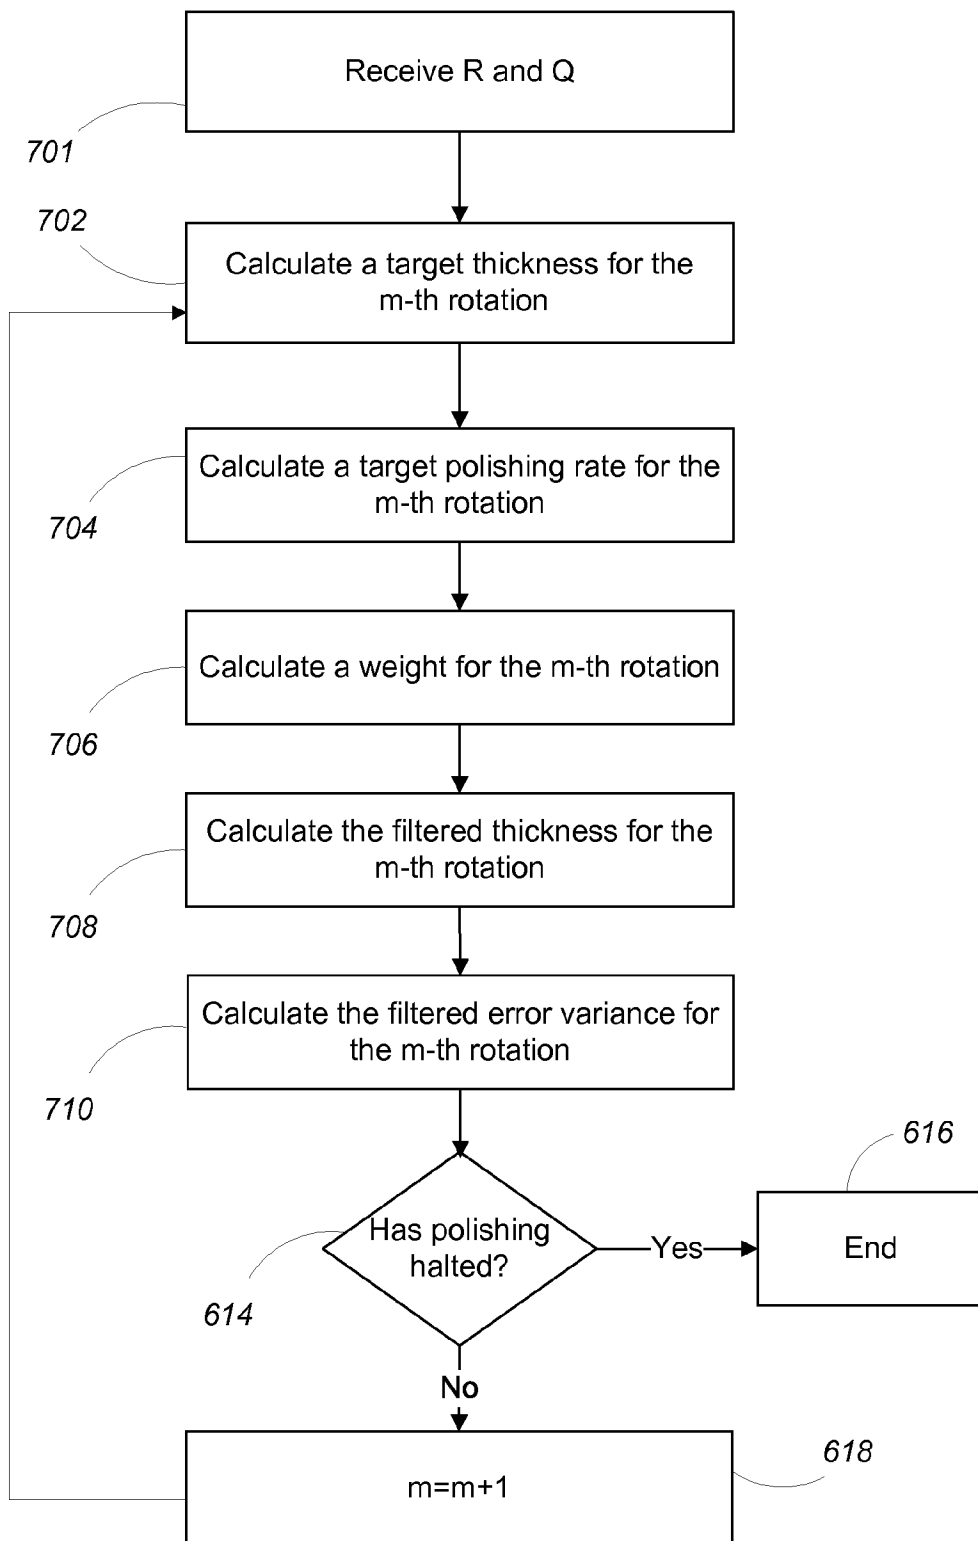 Receive R and Q
701
702
Calculate a target thickness for the
m-th rotation
Calculate a target polishing rate for the
m-th rotation
704
Calculate a weight for the m-th rotation
706
Calculate the filtered thickness for the
m-th rotation
708
Calculate the filtered error variance for
the m-th rotation
710
616
Has polishing
halted?
Yes
End
614
No
618
m=m+1